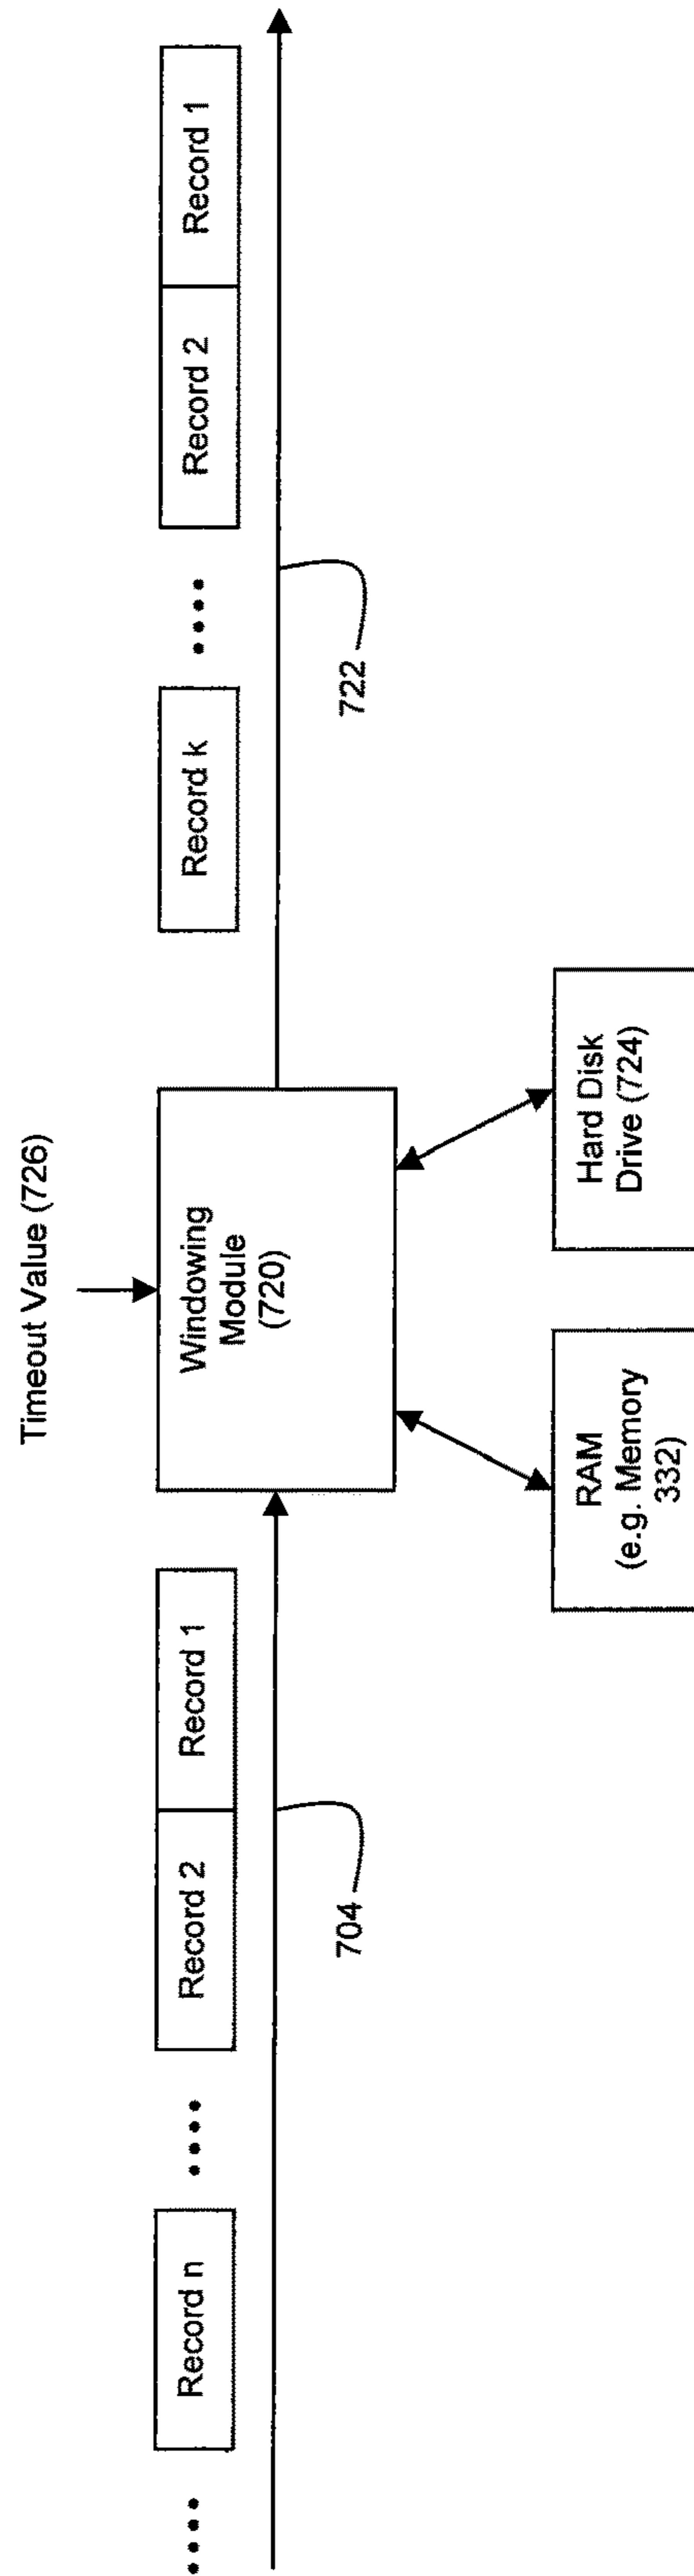 Timeout Value (726)
Record n
....
Record 2
Record 1
704
Windowing
Module
(720)
Record k
....
Record 2
Record 1
722
RAM
(e.g. Memory
332)
Hard Disk
Drive (724)